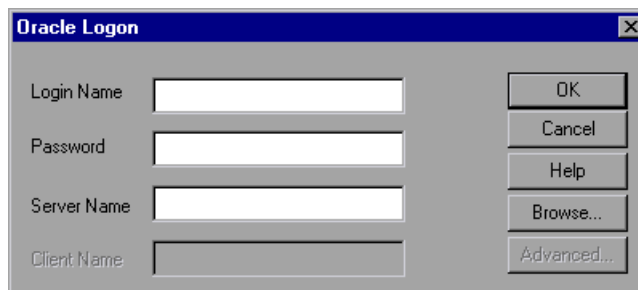 Oracle Logon
Login Name
OK
Cancel
Password
Help
Server Name
Browse...
Client Name
Advanced...